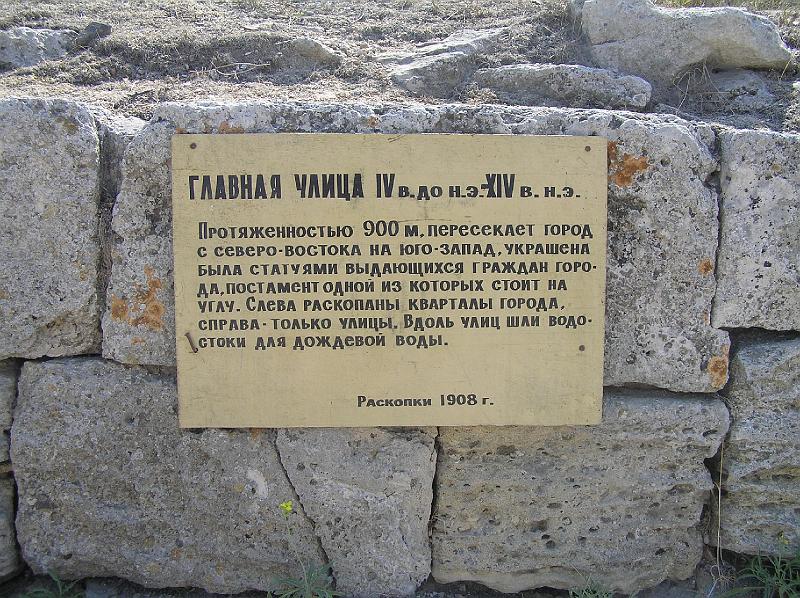 ГЛАВНАЯ УЛИЦА IV в. до н.э.-XIV в. н.э.
Протяженностью 900 м, пересекает город
с северо-востока на юго-запад, украшена
была статуями выдающихся граждан горо-
да, постамент одной из которых стоит на
углу. Слева раскопаны кварталы города,
справа - только улицы. Вдоль улиц шли водо-
стоки для дождевой воды.
Раскопки 1908 г.